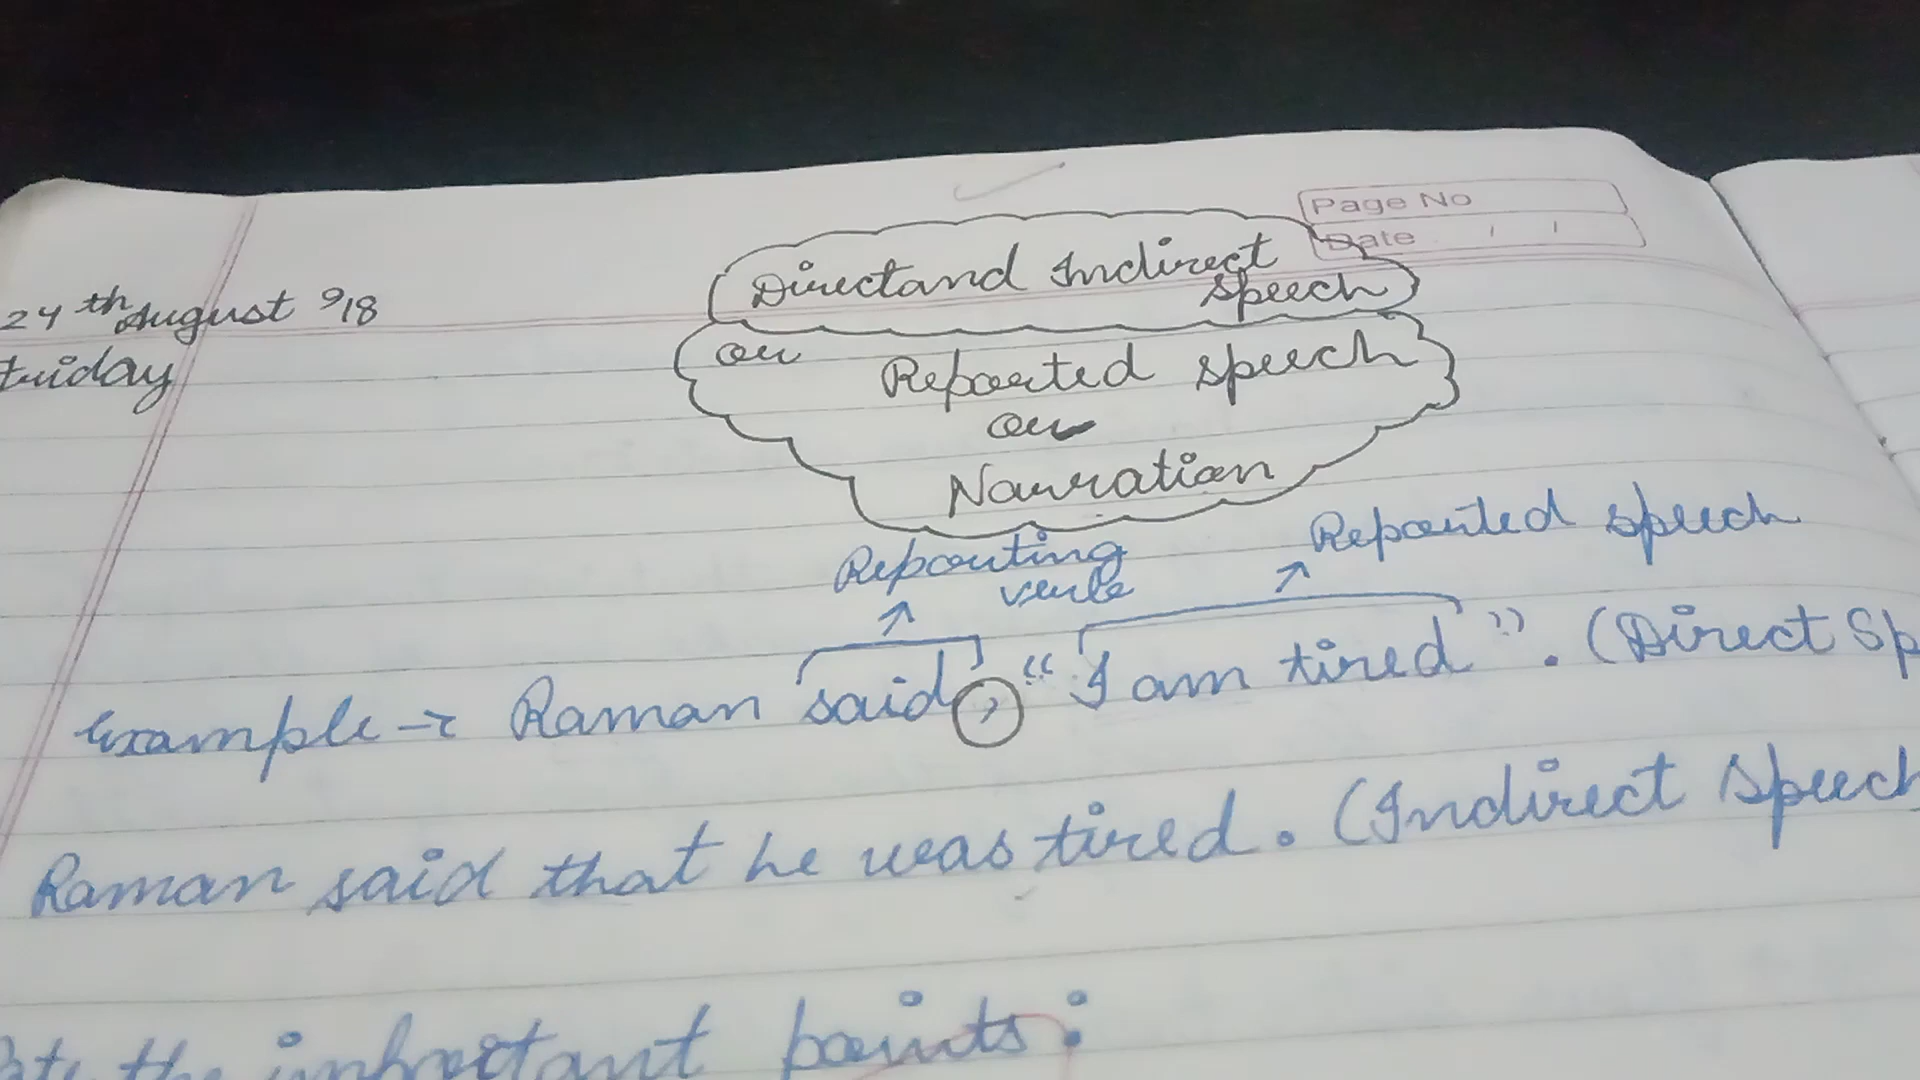 Page No
Date / /
24th August '18
Friday
Direct and Indirect
Speech
or Reported speech
or
Narration
Reporting
verb
Reported speech
Example → Raman said, "I am tired". (Direct Sp
Raman said that he was tired. (Indirect Speech
the important points: